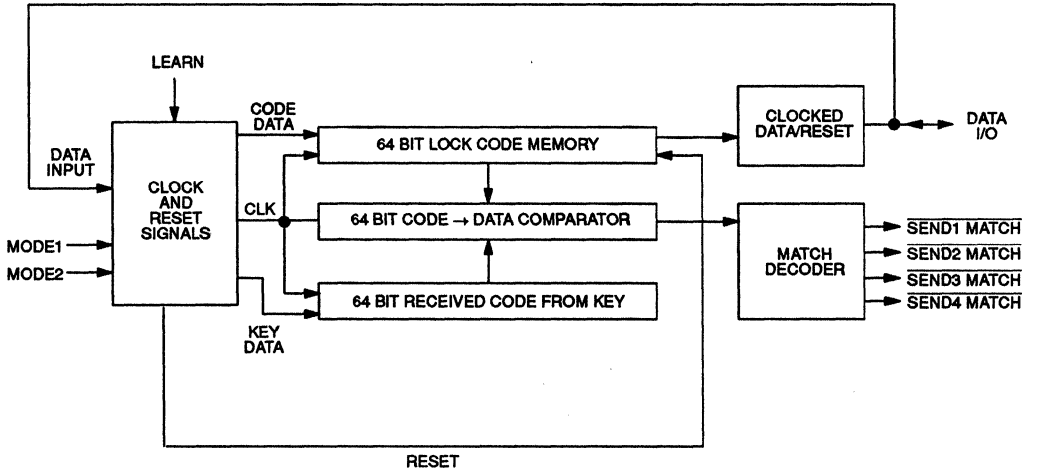 LEARN
CODE
DATA
CLOCKED
DATA/RESET
DATA
I/O
64 BIT LOCK CODE MEMORY
DATA
INPUT
CLOCK
AND
RESET
SIGNALS
CLK
64 BIT CODE → DATA COMPARATOR
MATCH
DECODER
SEND1 MATCH
SEND2 MATCH
SEND3 MATCH
SEND4 MATCH
MODE1
MODE2
64 BIT RECEIVED CODE FROM KEY
KEY
DATA
RESET